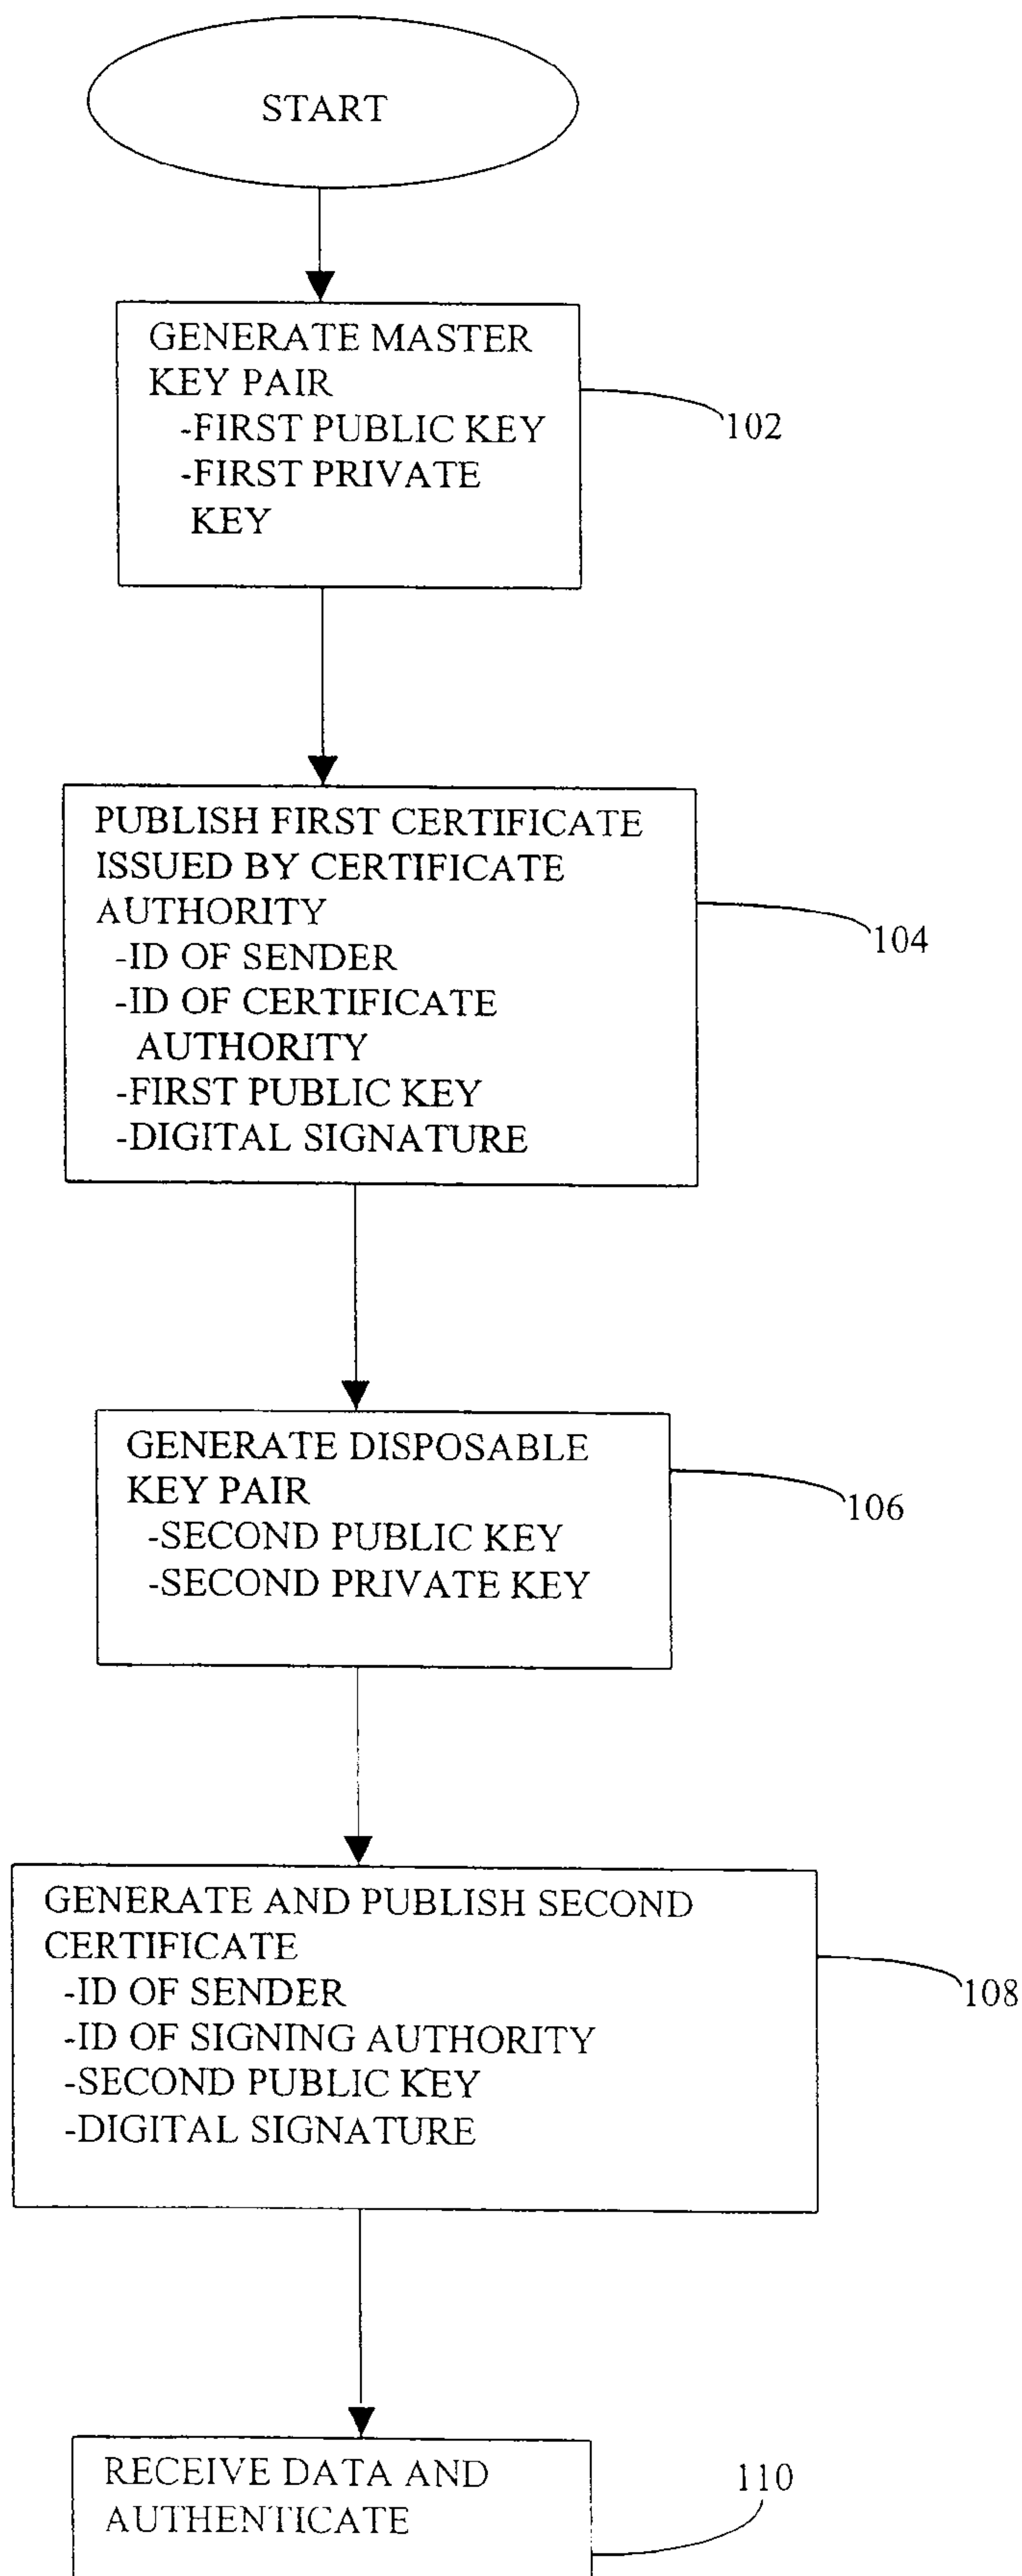 START
GENERATE MASTER
KEY PAIR
-FIRST PUBLIC KEY
-FIRST PRIVATE
KEY
102
PUBLISH FIRST CERTIFICATE
ISSUED BY CERTIFICATE
AUTHORITY
-ID OF SENDER
-ID OF CERTIFICATE
AUTHORITY
-FIRST PUBLIC KEY
-DIGITAL SIGNATURE
104
GENERATE DISPOSABLE
KEY PAIR
-SECOND PUBLIC KEY
-SECOND PRIVATE KEY
106
GENERATE AND PUBLISH SECOND
CERTIFICATE
-ID OF SENDER
-ID OF SIGNING AUTHORITY
-SECOND PUBLIC KEY
-DIGITAL SIGNATURE
108
RECEIVE DATA AND
AUTHENTICATE
110